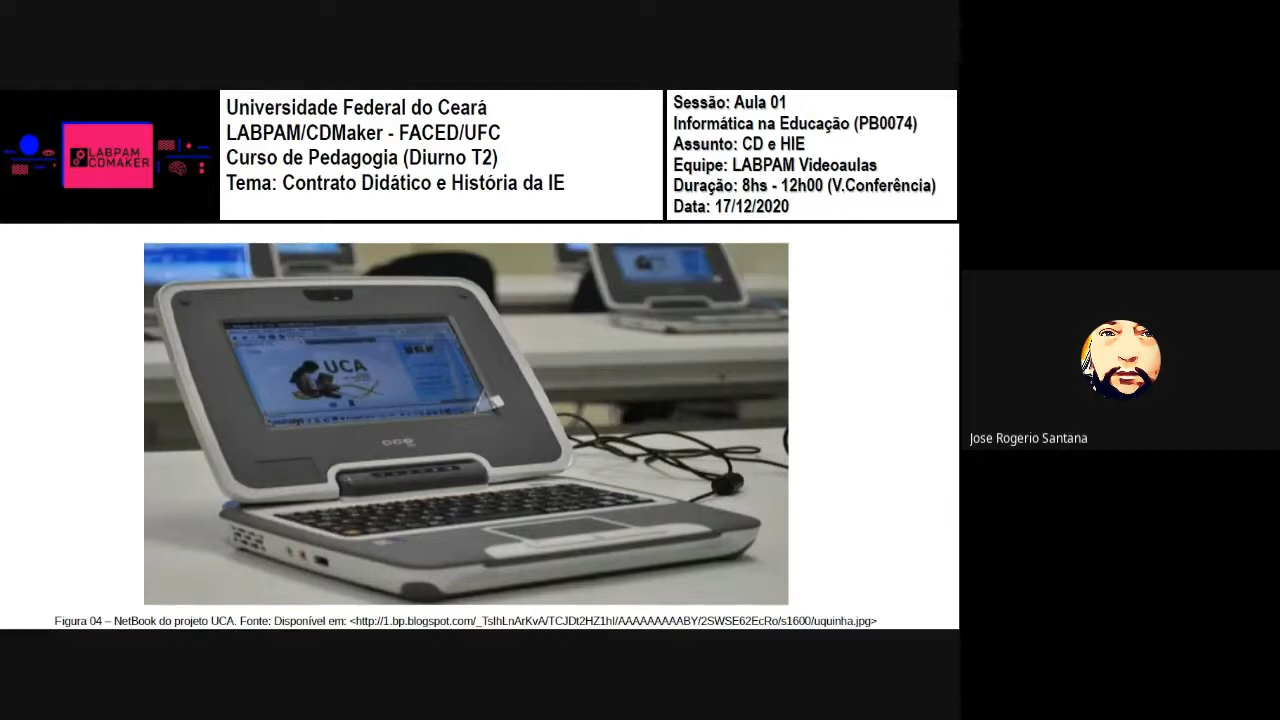 LABPAM
CDMAKER
Universidade Federal do Ceará
LABPAM/CDMaker - FACED/UFC
Curso de Pedagogia (Diurno T2)
Tema: Contrato Didático e História da IE
Sessão: Aula 01
Informática na Educação (PB0074)
Assunto: CD e HIE
Equipe: LABPAM Videoaulas
Duração: 8hs - 12h00 (V.Conferência)
Data: 17/12/2020
UCA
cce
Jose Rogerio Santana
Figura 04 – NetBook do projeto UCA. Fonte: Disponível em: <http://1.bp.blogspot.com/_TslhLnArKvA/TCJDt2HZ1hI/AAAAAAAAABY/2SWSE62EcRo/s1600/uquinha.jpg>